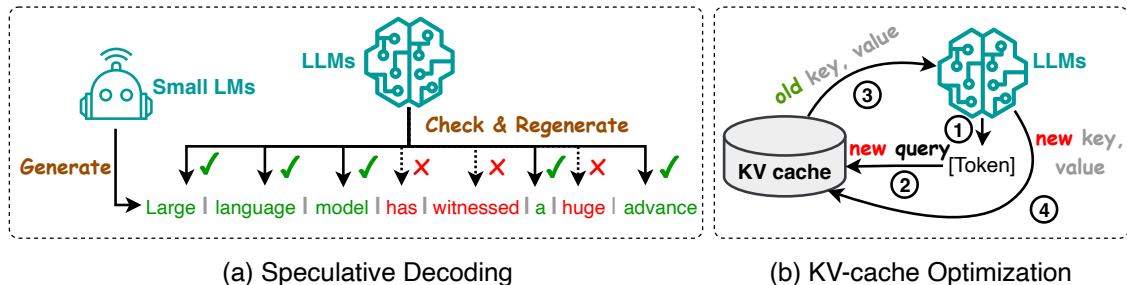 Small LMs
LLMs
Check & Regenerate
Generate
Large | language | model | has | witnessed | a | huge | advance
(a) Speculative Decoding
old key, value
LLMs
3
1
new query
new key,
value
KV cache
[Token]
2
4
(b) KV-cache Optimization